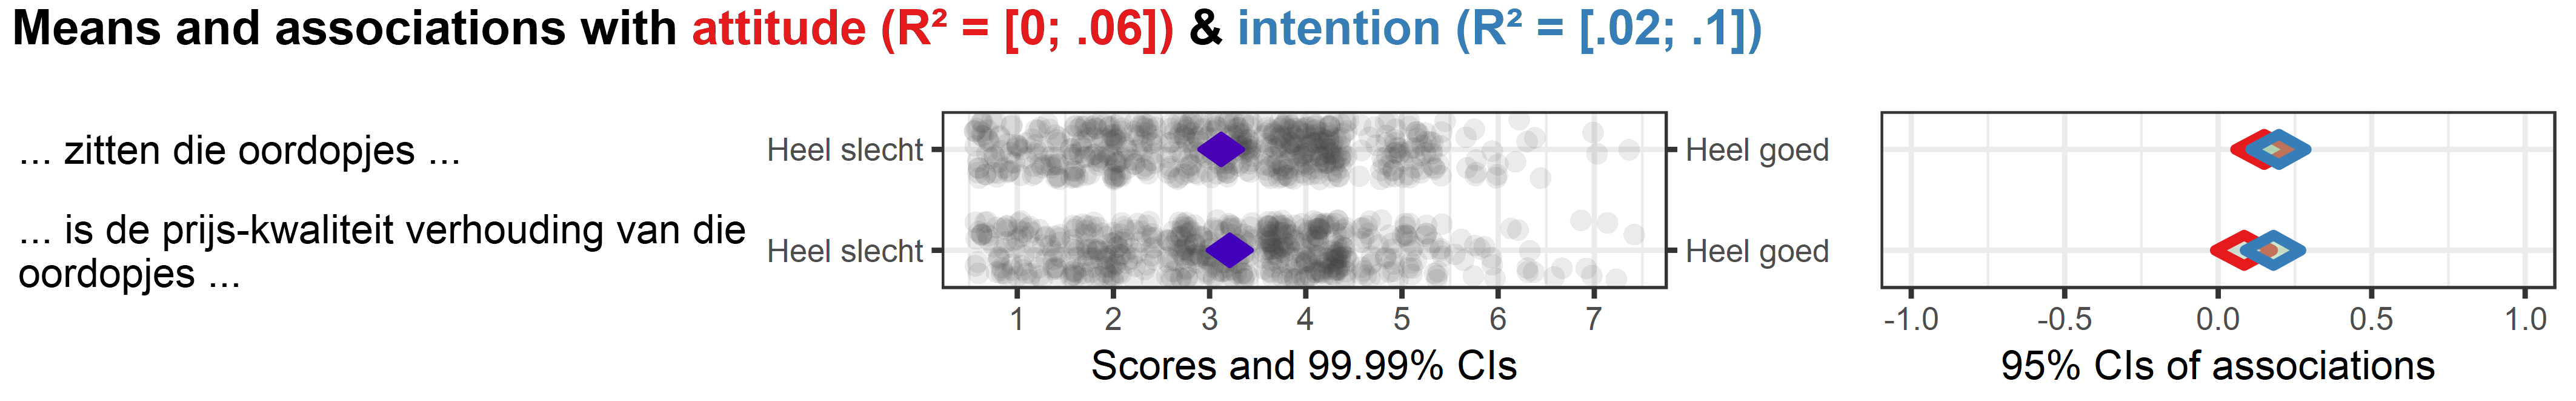 Means and associations with attitude (R² = [0; .06]) & intention (R² = [.02; .1])
... zitten die oordopjes ...
Heel slecht
Heel goed
... is de prijs-kwaliteit verhouding van die
oordopjes ...
Heel slecht
Heel goed
1 2 3 4 5 6 7
Scores and 99.99% CIs
-1.0 -0.5 0.0 0.5 1.0
95% CIs of associations